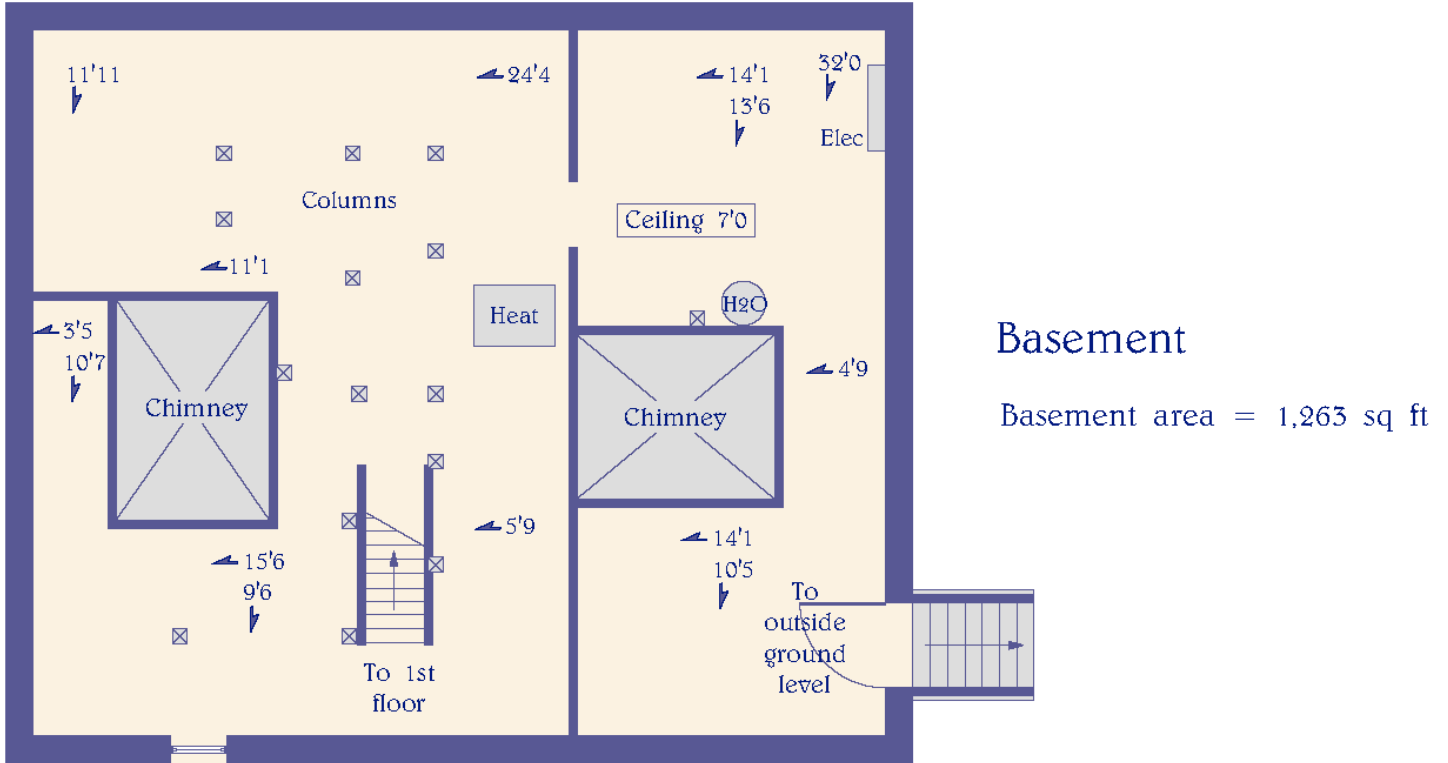 11'11
24'4
14'1
13'6
32'0
Elec
Columns
Ceiling 7'0
11'1
Heat
H2O
3'5
10'7
Chimney
Chimney
4'9
Basement
Basement area = 1,263 sq ft
5'9
15'6
9'6
14'1
10'5
To
outside
ground
level
To 1st
floor